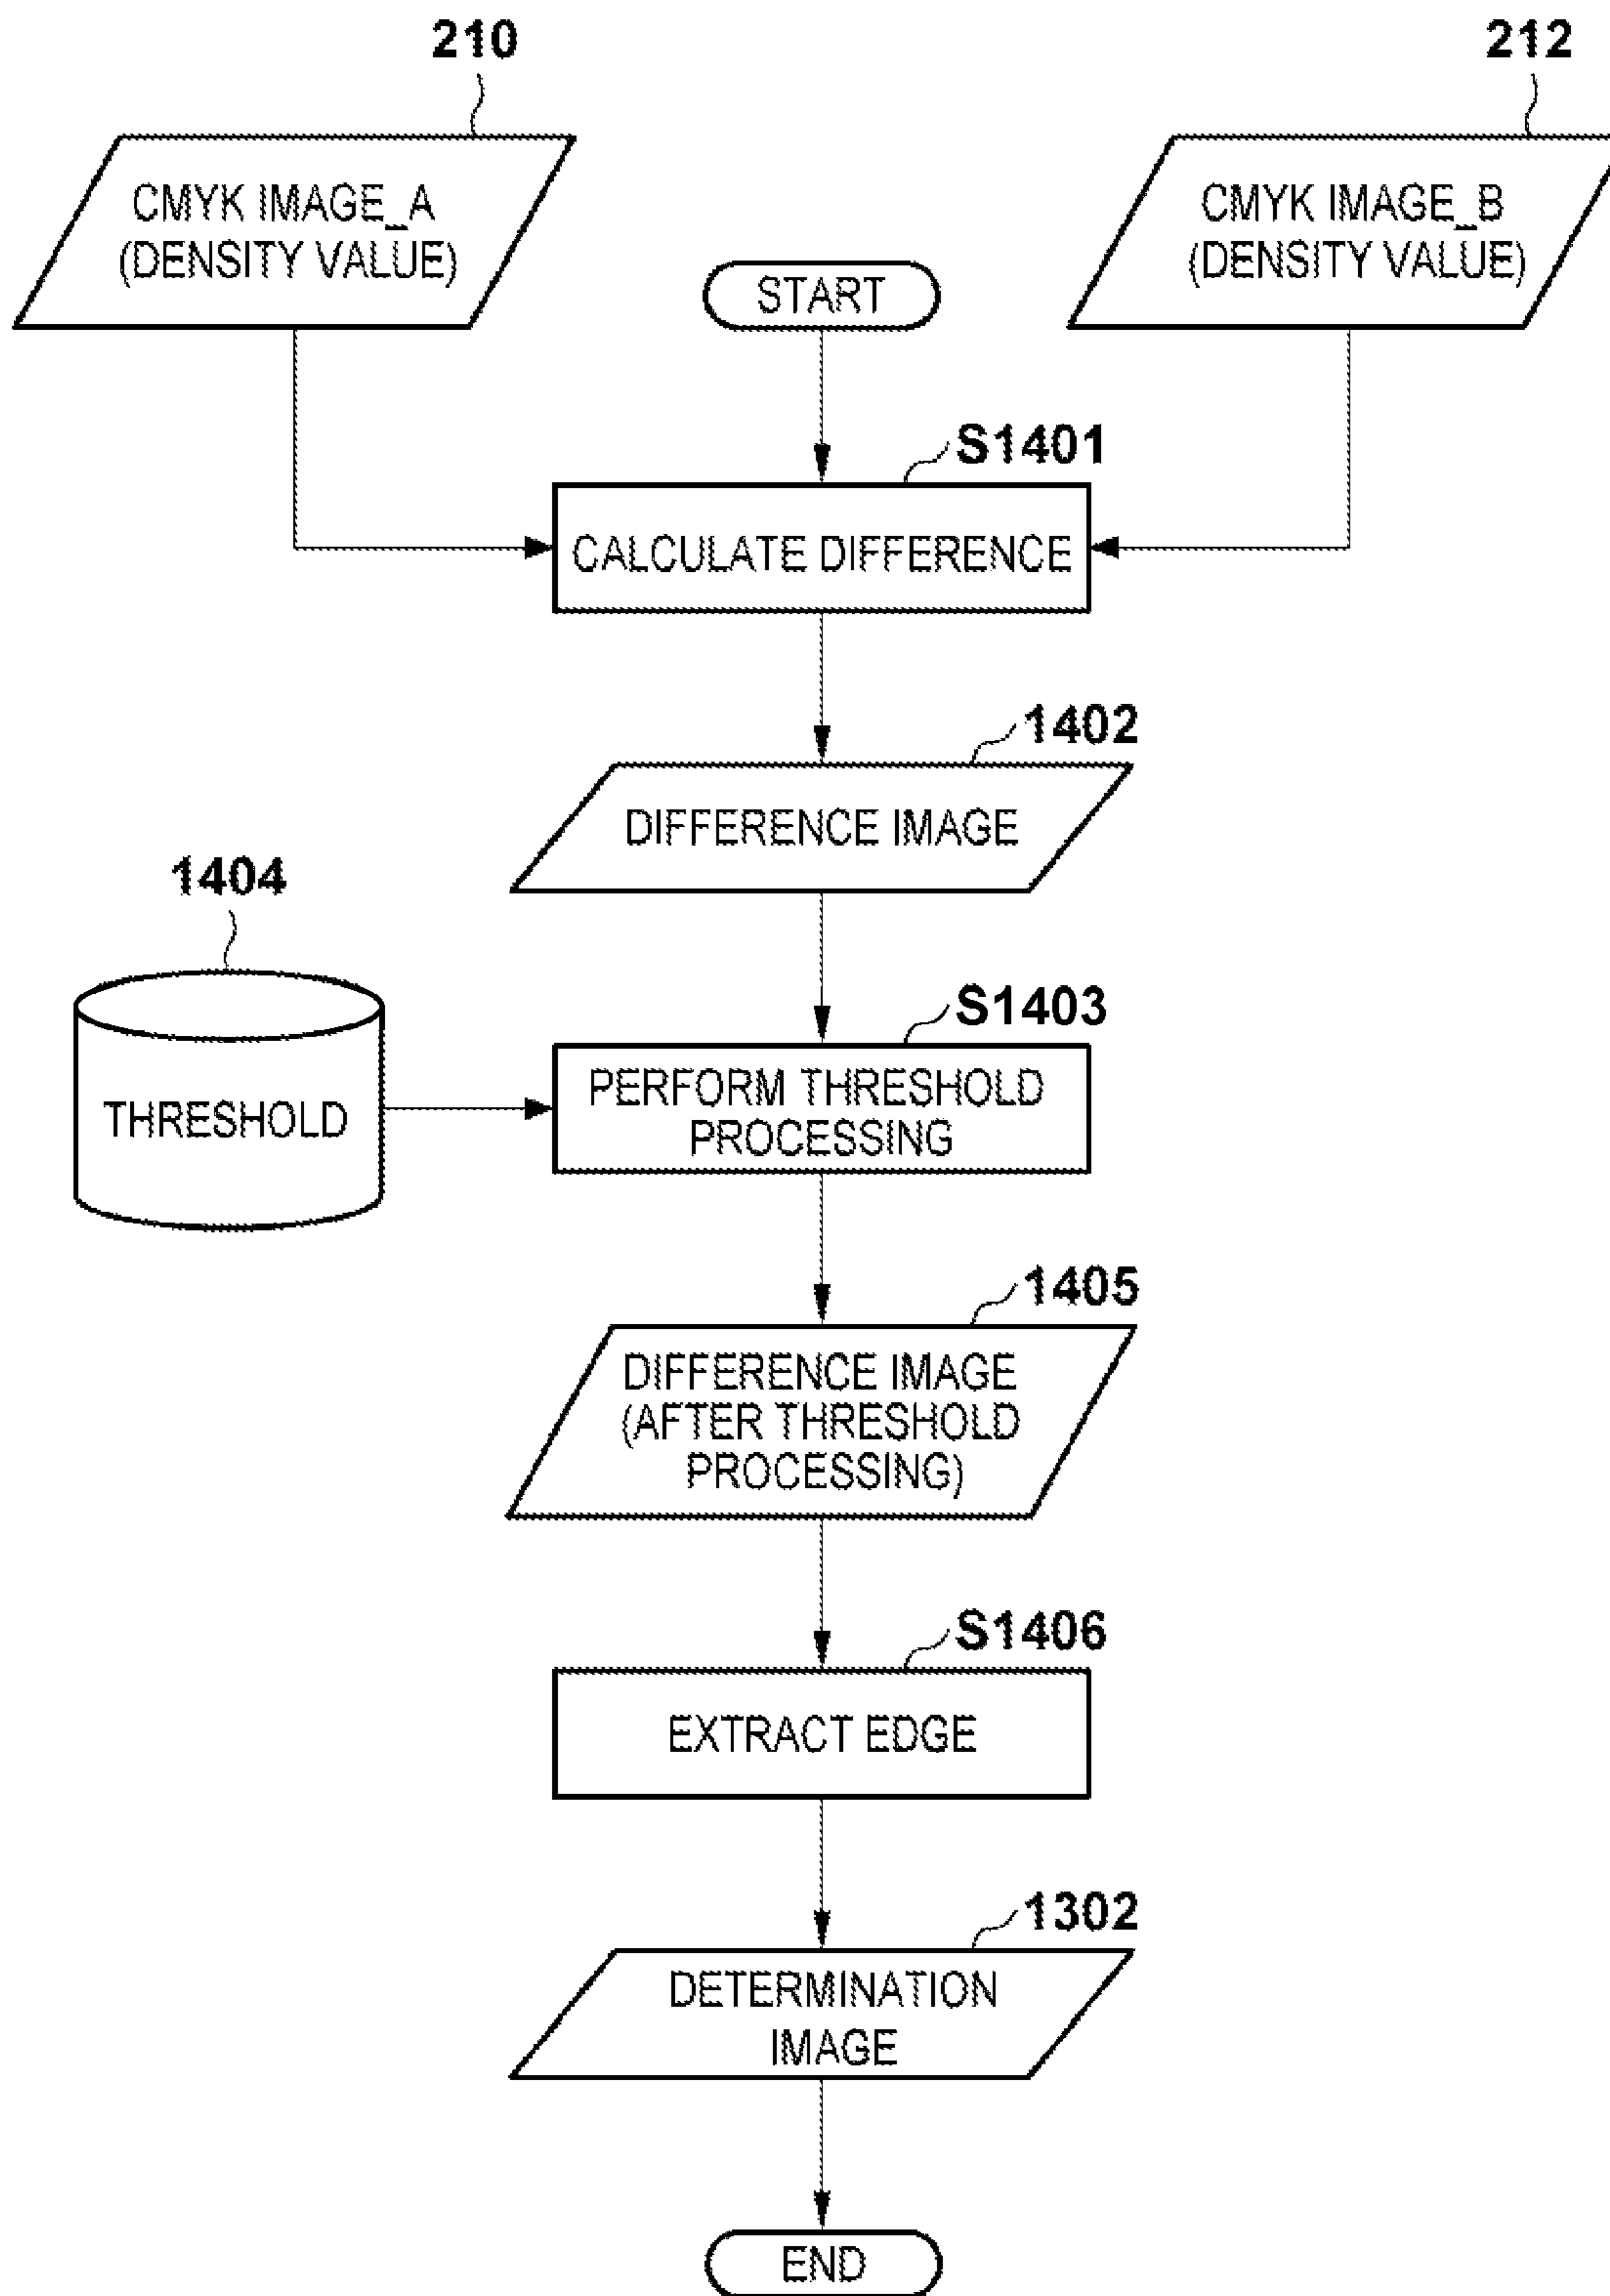 210
212
CMYK IMAGE_A
(DENSITY VALUE)
CMYK IMAGE_B
(DENSITY VALUE)
START
S1401
CALCULATE DIFFERENCE
1402
DIFFERENCE IMAGE
1404
THRESHOLD
S1403
PERFORM THRESHOLD
PROCESSING
1405
DIFFERENCE IMAGE
(AFTER THRESHOLD
PROCESSING)
S1406
EXTRACT EDGE
1302
DETERMINATION
IMAGE
END